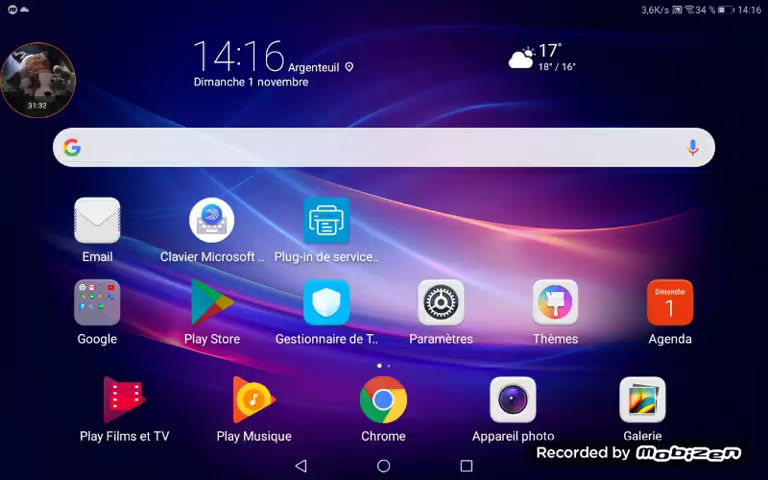 3,6K/s 34 % 14:16
14:16 Argenteuil
Dimanche 1 novembre
17°
18° / 16°
31:32
G
Email
Clavier Microsoft ..
Plug-in de service..
Dimanche
1
Google
Play Store
Gestionnaire de T..
Paramètres
Thèmes
Agenda
Play Films et TV
Play Musique
Chrome
Appareil photo
Galerie
Recorded by Mobizen